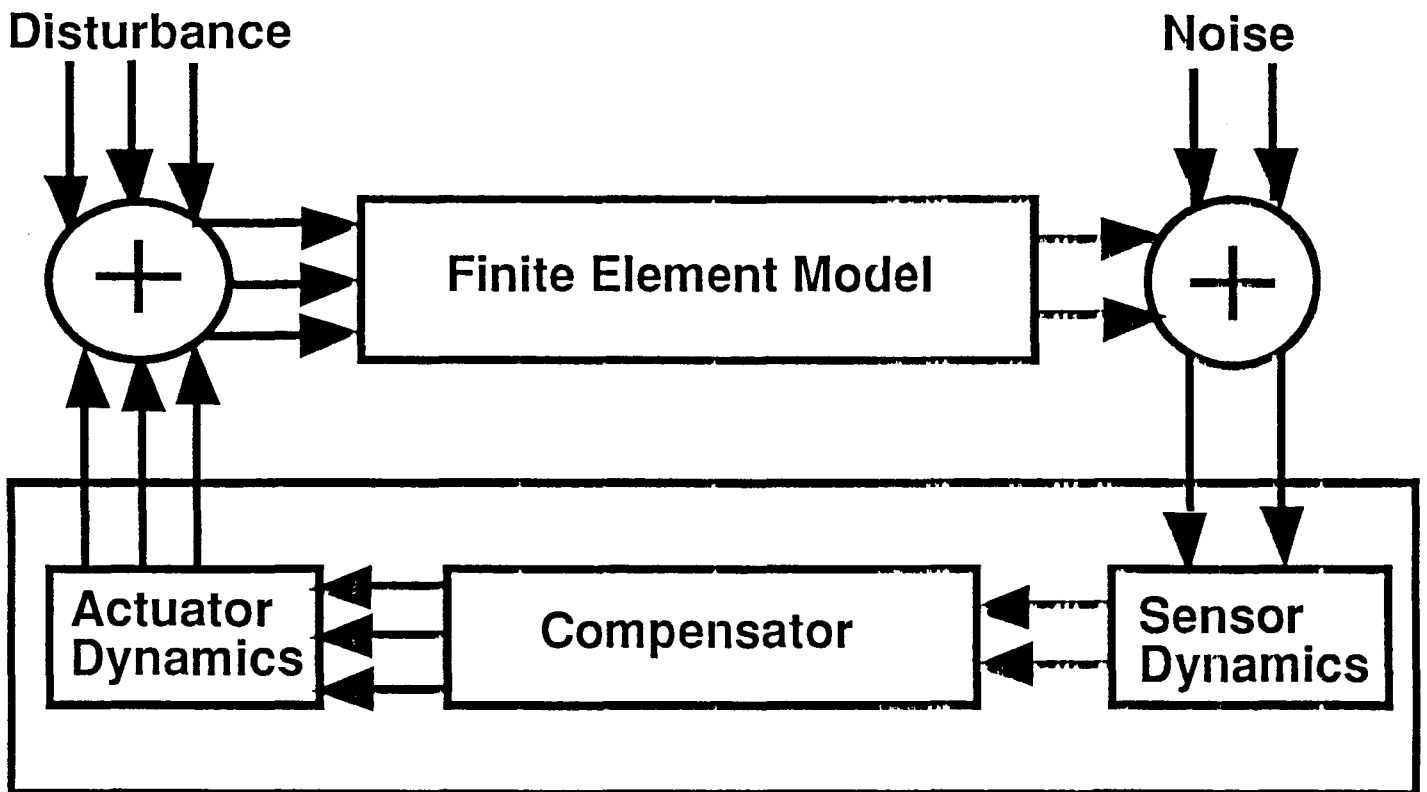 Disturbance
Noise
+
Finite Element Model
+
Actuator
Dynamics
Compensator
Sensor
Dynamics